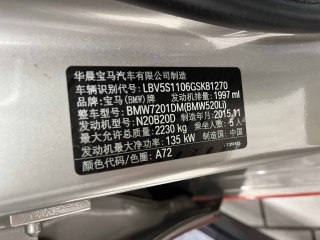 华晨宝马汽车有限公司制造
车辆识别代号: LBV5S1106GSK81270
品牌: 宝马(BMW)牌 发动机排量: 1997 ml
整车型号: BMW7201DM(BMW520Li)
发动机型号: N20B20D 制造年月: 2015.11
最大允许总质量: 2230 kg 乘坐人数: 5 人
发动机最大净功率: 135 kW 制造国: 中国
颜色代码/色圈: A72